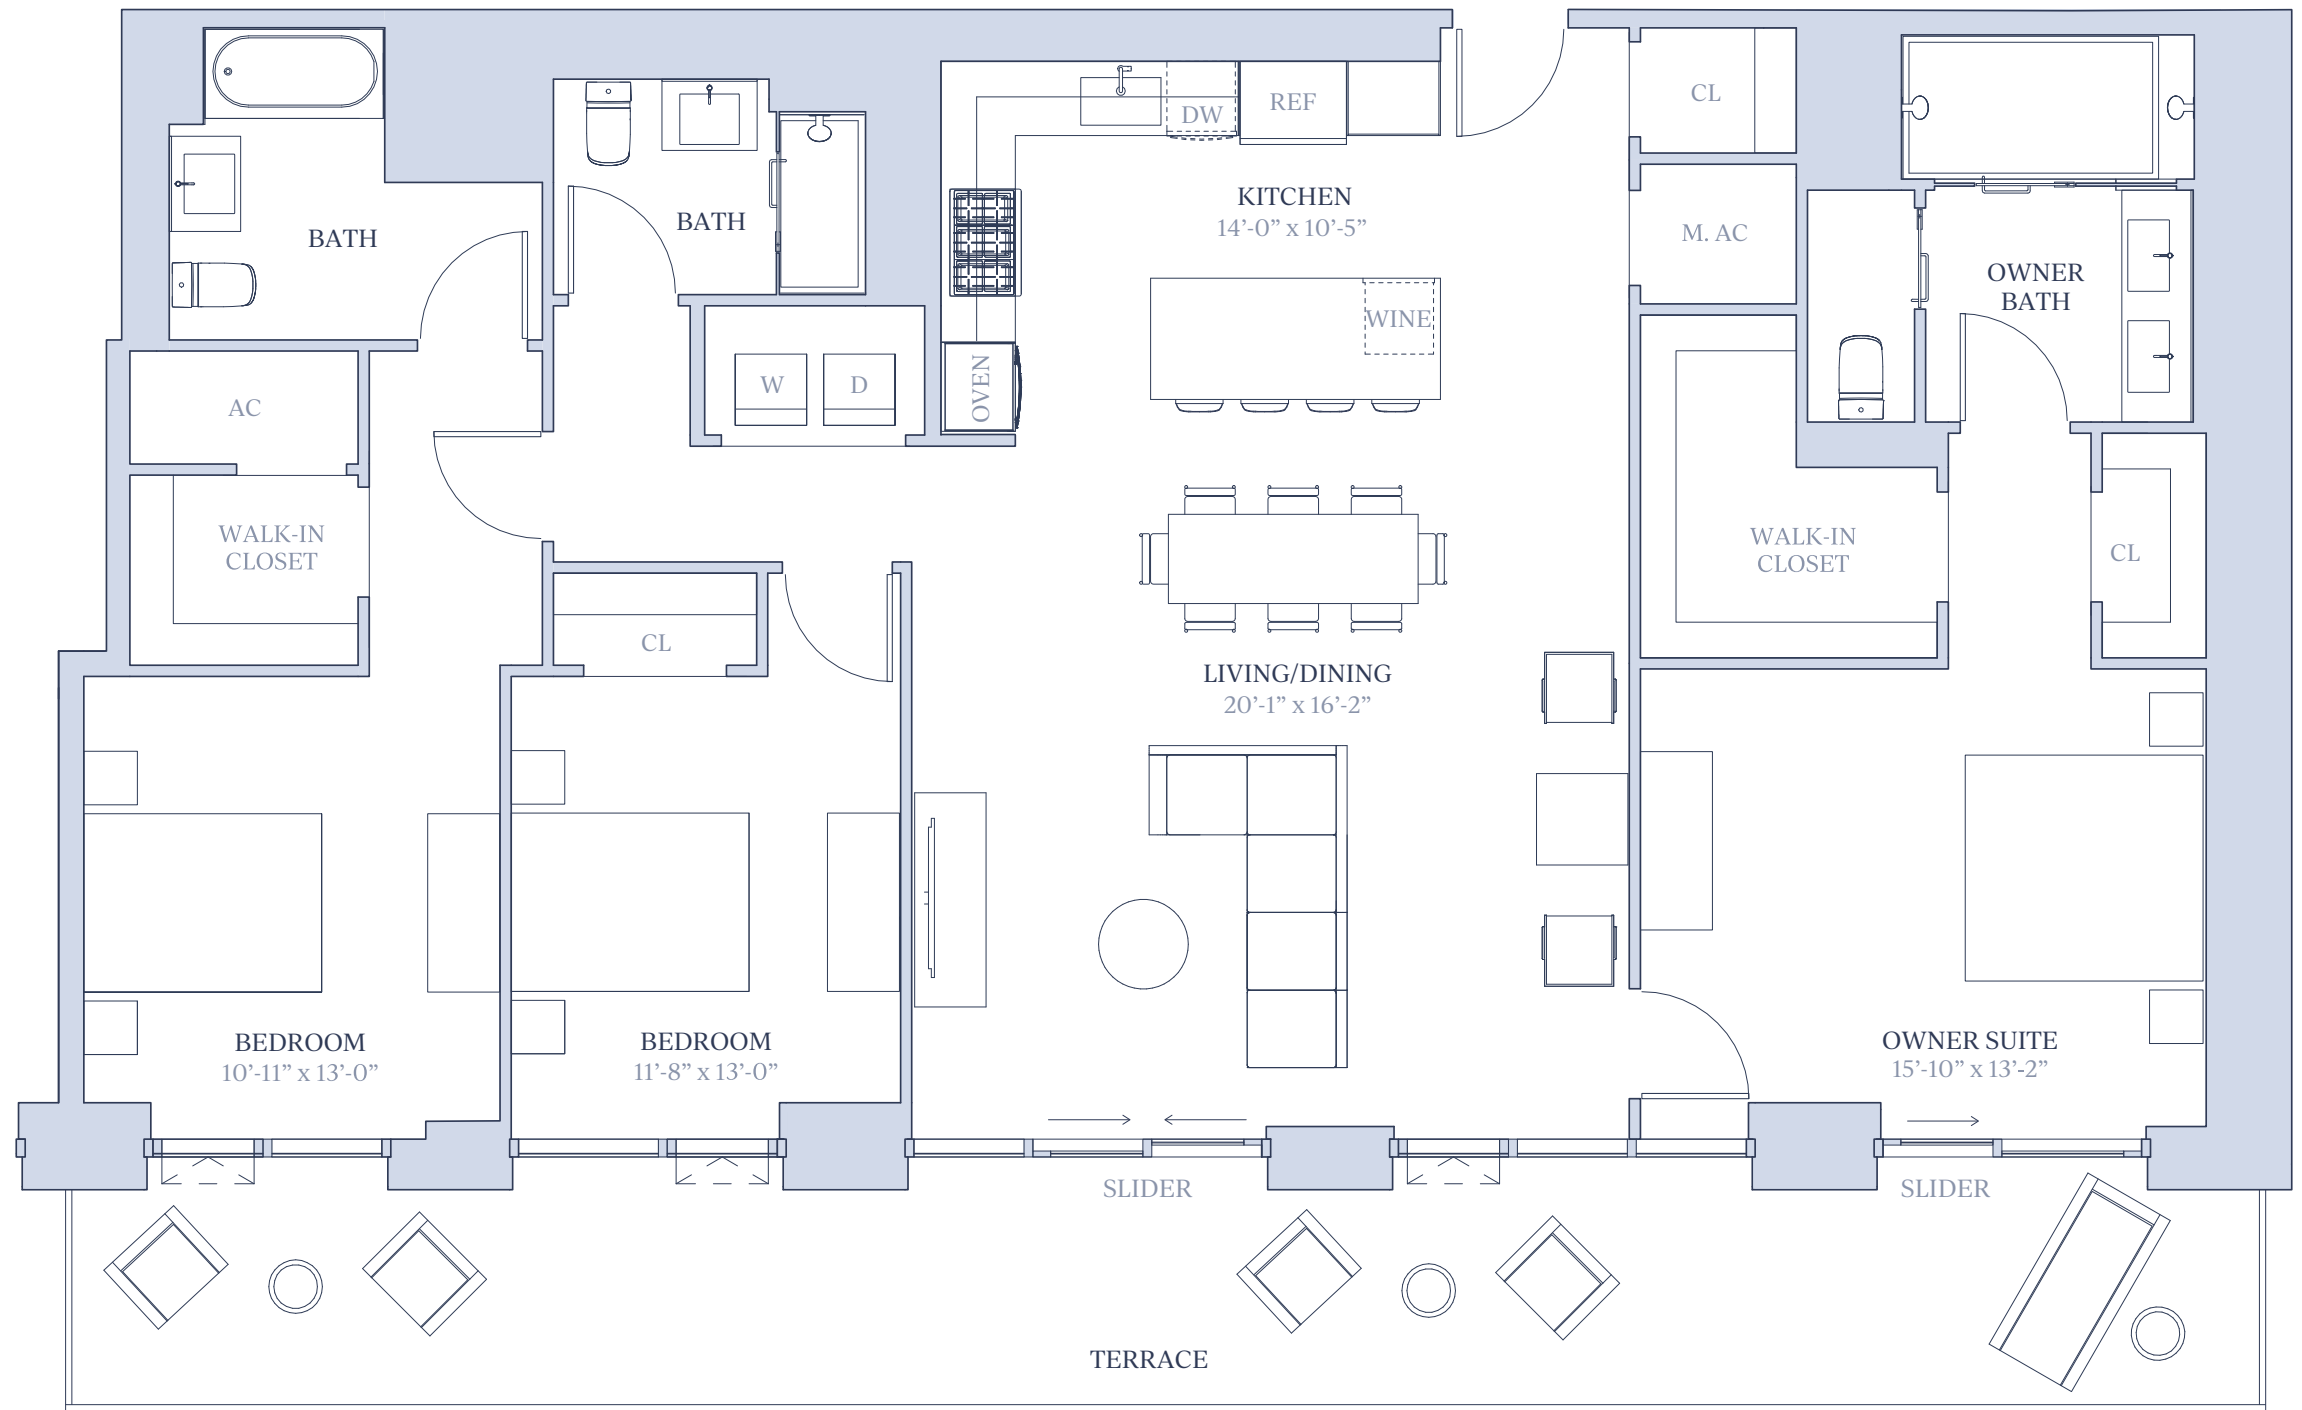 CL
DW
REF
KITCHEN
14’-0” x 10’-5”
BATH
BATH
M. AC
OWNER
BATH
WINE
W
D
OVEN
AC
WALK-IN
CLOSET
WALK-IN
CLOSET
CL
CL
LIVING/DINING
20’-1” x 16’-2”
BEDROOM
10’-11” x 13’-0”
BEDROOM
11’-8” x 13’-0”
OWNER SUITE
15’-10” x 13’-2”
SLIDER
SLIDER
TERRACE